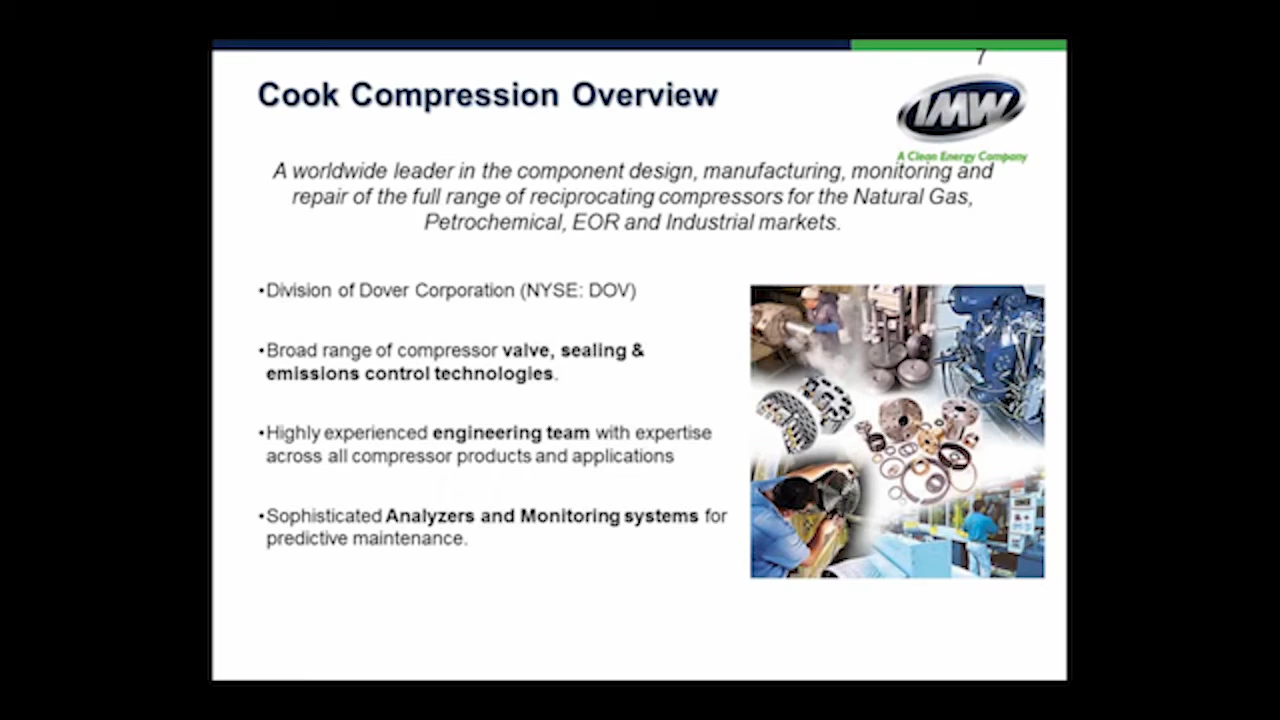 7
Cook Compression Overview
IMW
A Clean Energy Company
A worldwide leader in the component design, manufacturing, monitoring and
repair of the full range of reciprocating compressors for the Natural Gas,
Petrochemical, EOR and Industrial markets.
•Division of Dover Corporation (NYSE: DOV)
•Broad range of compressor valve, sealing &
emissions control technologies.
•Highly experienced engineering team with expertise
across all compressor products and applications
•Sophisticated Analyzers and Monitoring systems for
predictive maintenance.